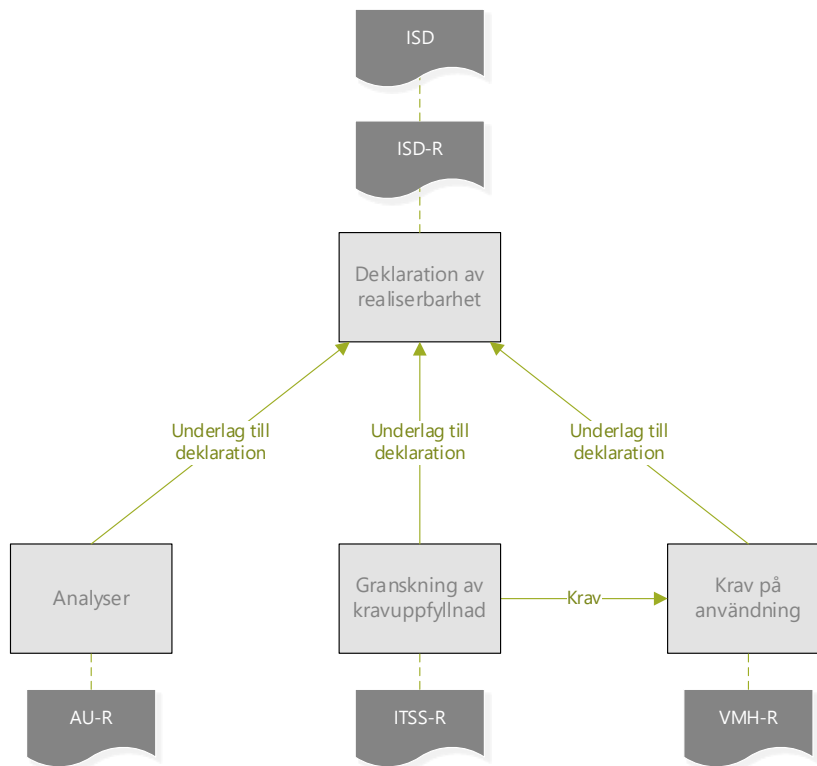 ISD
ISD-R
Deklaration av
realiserbarhet
Underlag till
deklaration
Underlag till
deklaration
Underlag till
deklaration
Analyser
Granskning av
kravuppfyllnad
Krav
Krav på
användning
AU-R
ITSS-R
VMH-R